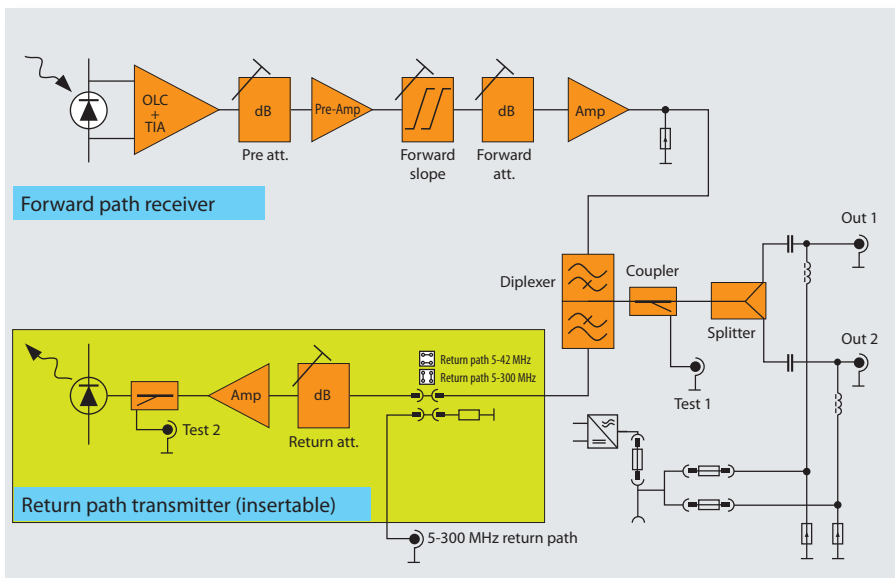 OLC
+
TIA
dB
Pre att.
Pre-Amp
Forward
slope
dB
Forward
att.
Amp
Forward path receiver
Diplexer
Coupler
Splitter
Out 1
Out 2
Test 1
Return path 5-42 MHz
Return path 5-300 MHz
Test 2
Amp
dB
Return att.
Return path transmitter (insertable)
5-300 MHz return path